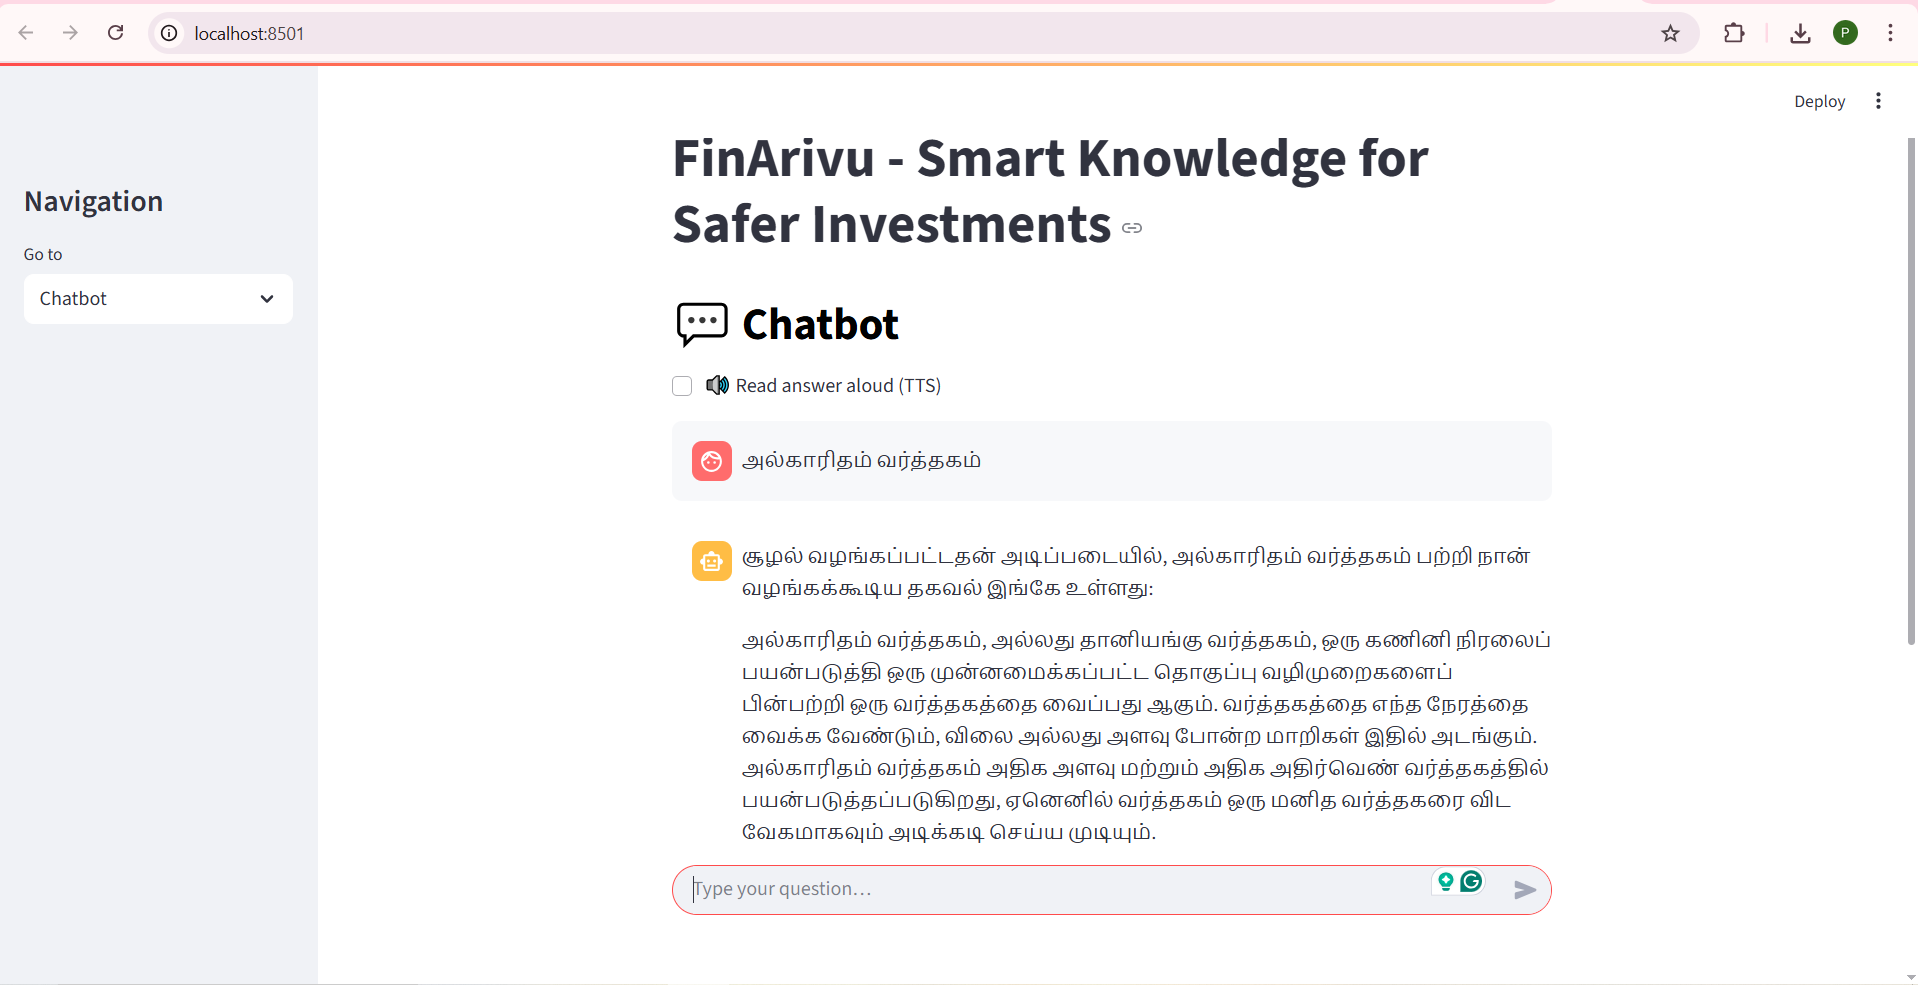 localhost:8501
P
Deploy
Navigation
Go to
Chatbot
FinArivu - Smart Knowledge for
Safer Investments
Chatbot
Read answer aloud (TTS)
அல்காரிதம் வர்த்தகம்
சூழல் வழங்கப்பட்டதன் அடிப்படையில், அல்காரிதம் வர்த்தகம் பற்றி நான்
வழங்கக்கூடிய தகவல் இங்கே உள்ளது:
அல்காரிதம் வர்த்தகம், அல்லது தானியங்கு வர்த்தகம், ஒரு கணினி நிரலைப்
பயன்படுத்தி ஒரு முன்னமைக்கப்பட்ட தொகுப்பு வழிமுறைகளைப்
பின்பற்றி ஒரு வர்த்தகத்தை வைப்பது ஆகும். வர்த்தகத்தை எந்த நேரத்தை
வைக்க வேண்டும், விலை அல்லது அளவு போன்ற மாறிகள் இதில் அடங்கும்.
அல்காரிதம் வர்த்தகம் அதிக அளவு மற்றும் அதிக அதிர்வெண் வர்த்தகத்தில்
பயன்படுத்தப்படுகிறது, ஏனெனில் வர்த்தகம் ஒரு மனித வர்த்தகரை விட
வேகமாகவும் அடிக்கடி செய்ய முடியும்.
Type your question...